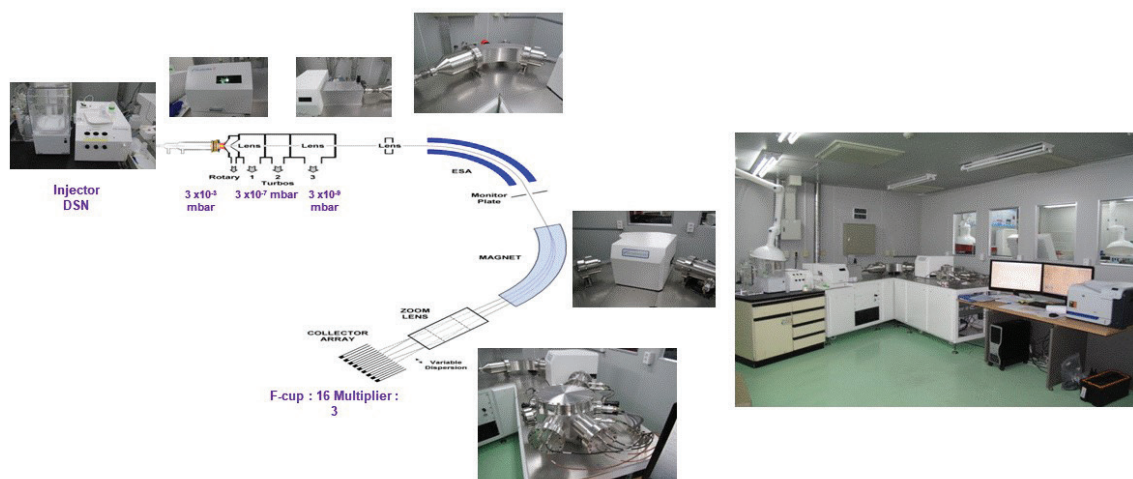 Injector
DSN
Lens
Lens
Lens
Rotary
1
2
3
Turbos
3 x10-3
mbar
3 x10-7 mbar
3 x10-9
mbar
ESA
Monitor
Plate
MAGNET
ZOOM
LENS
COLLECTOR
ARRAY
Variable
Dispersion
F-cup : 16 Multiplier :
3